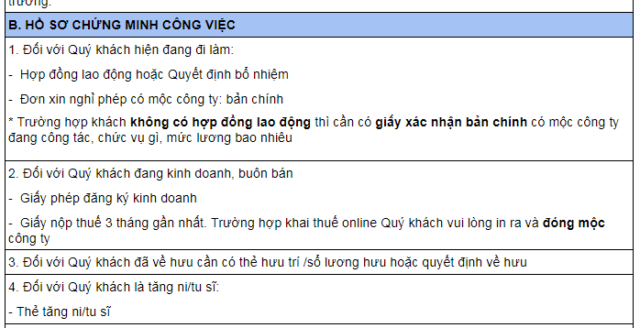 trường.
B. HỒ SƠ CHỨNG MINH CÔNG VIỆC
1. Đối với Quý khách hiện đang đi làm:
- Hợp đồng lao động hoặc Quyết định bổ nhiệm
- Đơn xin nghỉ phép có mộc công ty: bản chính
* Trường hợp khách không có hợp đồng lao động thì cần có giấy xác nhận bản chính có mộc công ty
đang công tác, chức vụ gì, mức lương bao nhiêu
2. Đối với Quý khách đang kinh doanh, buôn bán
- Giấy phép đăng ký kinh doanh
- Giấy nộp thuế 3 tháng gần nhất. Trường hợp khai thuế online Quý khách vui lòng in ra và đóng mộc
công ty
3. Đối với Quý khách đã về hưu cần có thẻ hưu trí /sổ lương hưu hoặc quyết định về hưu
4. Đối với Quý khách là tăng ni/tu sĩ:
- Thẻ tăng ni/tu sĩ